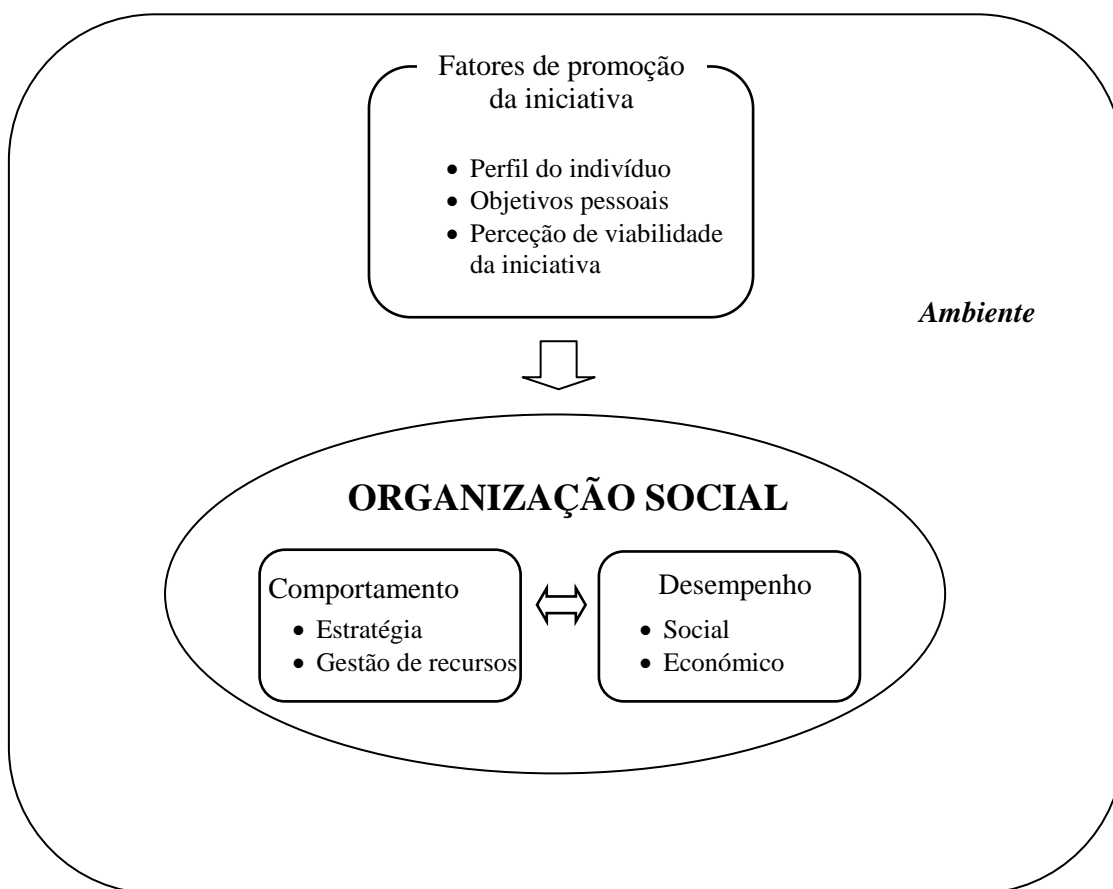 Fatores de promoção
da iniciativa
• Perfil do indivíduo
• Objetivos pessoais
• Perceção de viabilidade
da iniciativa
Ambiente
ORGANIZAÇÃO SOCIAL
Comportamento
• Estratégia
• Gestão de recursos
Desempenho
• Social
• Económico